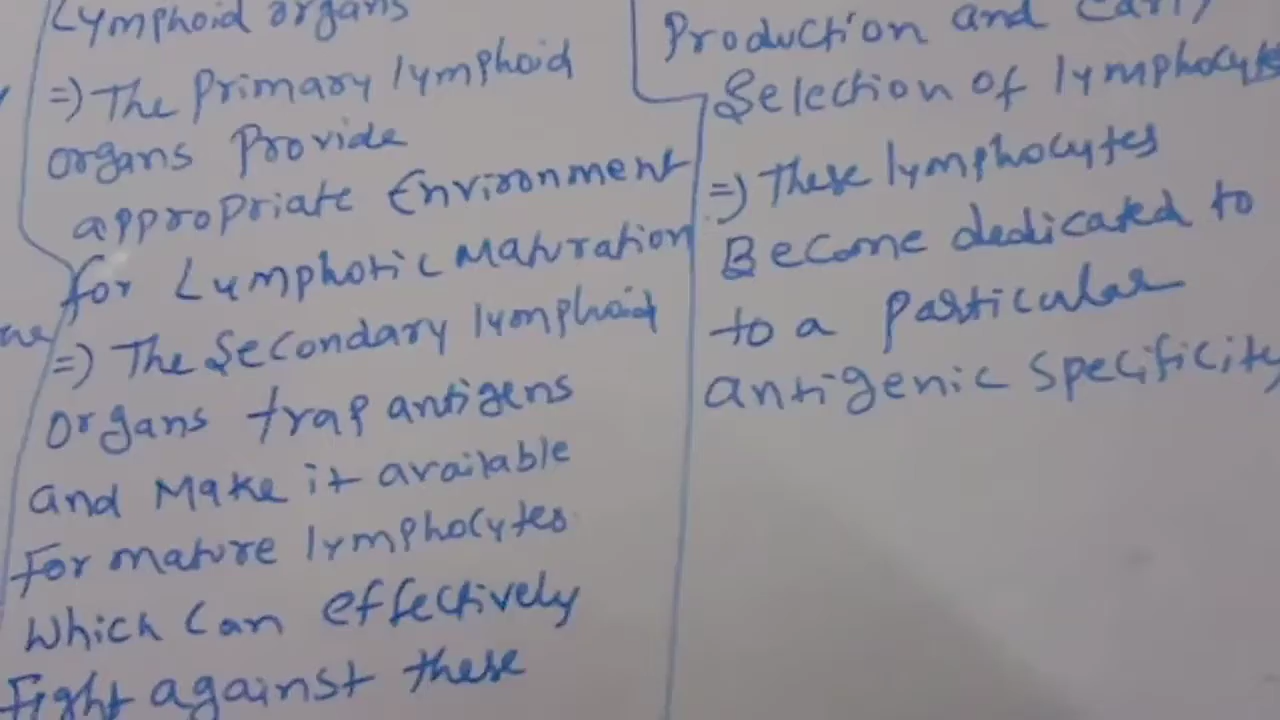 Lymphoid organs
=) The Primary lymphoid
organs Provide
appropriate Environment
for Lumphotic Maturation
=) The Secondary lymphoid
organs trap antigens
and Make it available
For mature lymphocytes
which can effectively
Fight against these
Production and
Selection of lymphocytes
=) These lymphocytes
Become dedicated to
to a particular
antigenic specificity